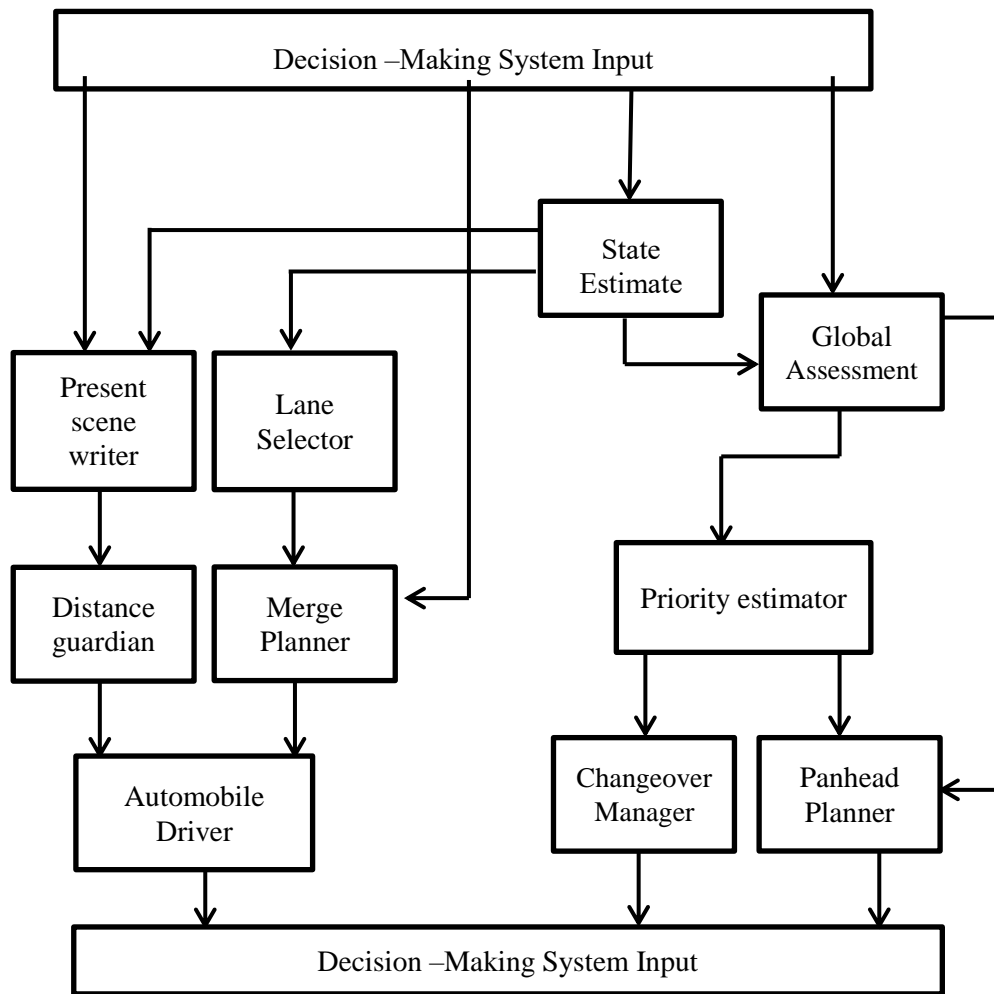 Decision –Making System Input
State
Estimate
Global
Assessment
Present
scene
writer
Lane
Selector
Distance
guardian
Merge
Planner
Priority estimator
Automobile
Driver
Changeover
Manager
Panhead
Planner
Decision –Making System Input